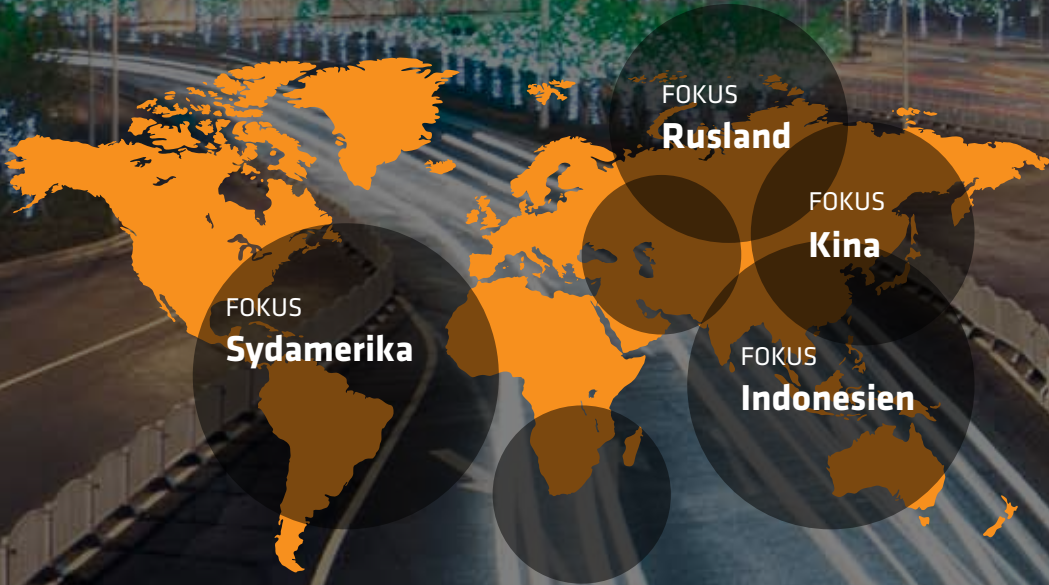 FOKUS
Rusland
FOKUS
Kina
FOKUS
Sydamerika
FOKUS
Indonesien